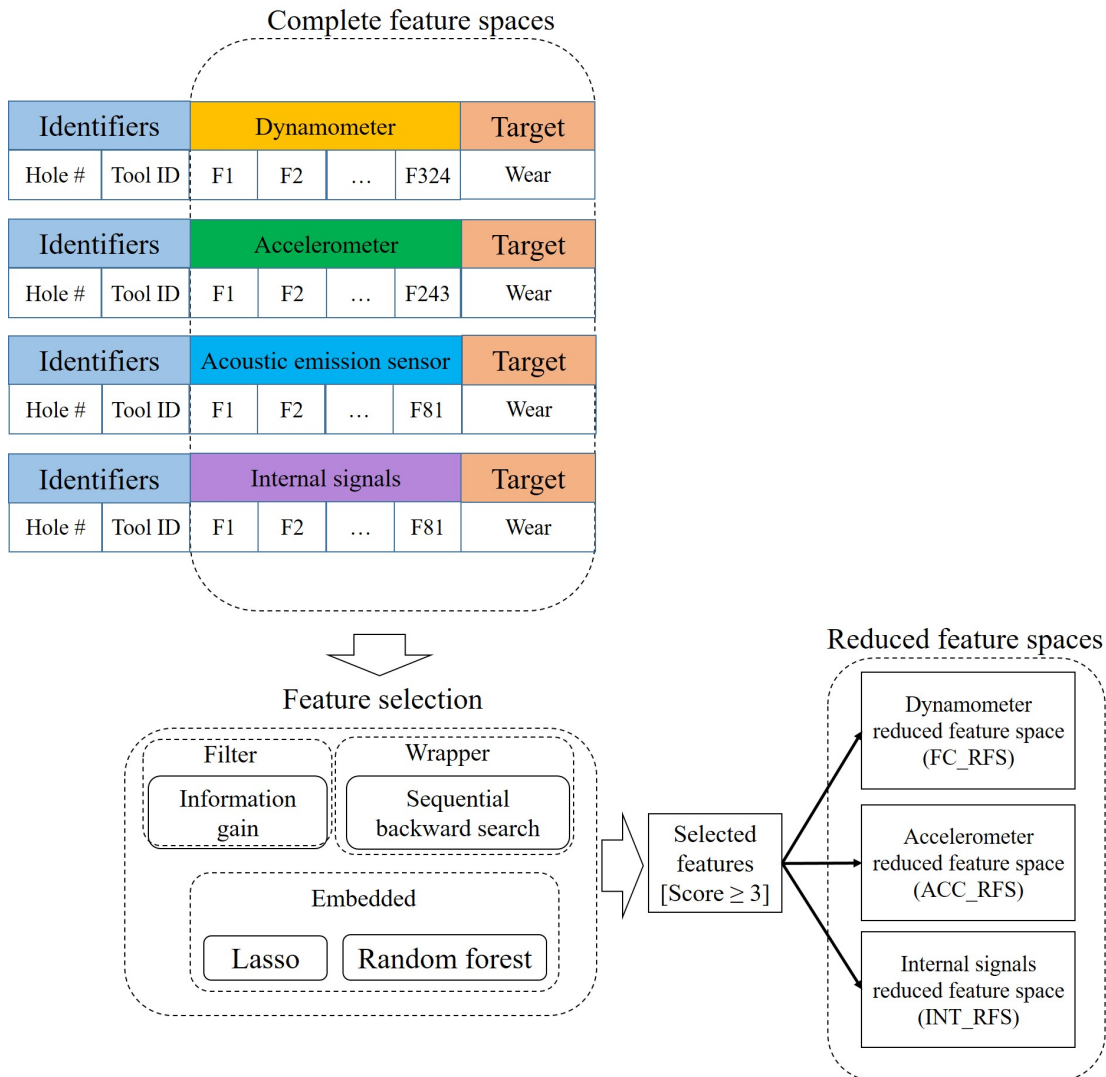 Complete feature spaces
Identifiers Dynamometer Target
Hole # Tool ID F1 F2 … F324 Wear
Identifiers Accelerometer Target
Hole # Tool ID F1 F2 … F243 Wear
Identifiers Acoustic emission sensor Target
Hole # Tool ID F1 F2 … F81 Wear
Identifiers Internal signals Target
Hole # Tool ID F1 F2 … F81 Wear
Feature selection
Filter
Information
gain
Wrapper
Sequential
backward search
Embedded
Lasso
Random forest
Selected
features
[Score ≥ 3]
Reduced feature spaces
Dynamometer
reduced feature space
(FC_RFS)
Accelerometer
reduced feature space
(ACC_RFS)
Internal signals
reduced feature space
(INT_RFS)